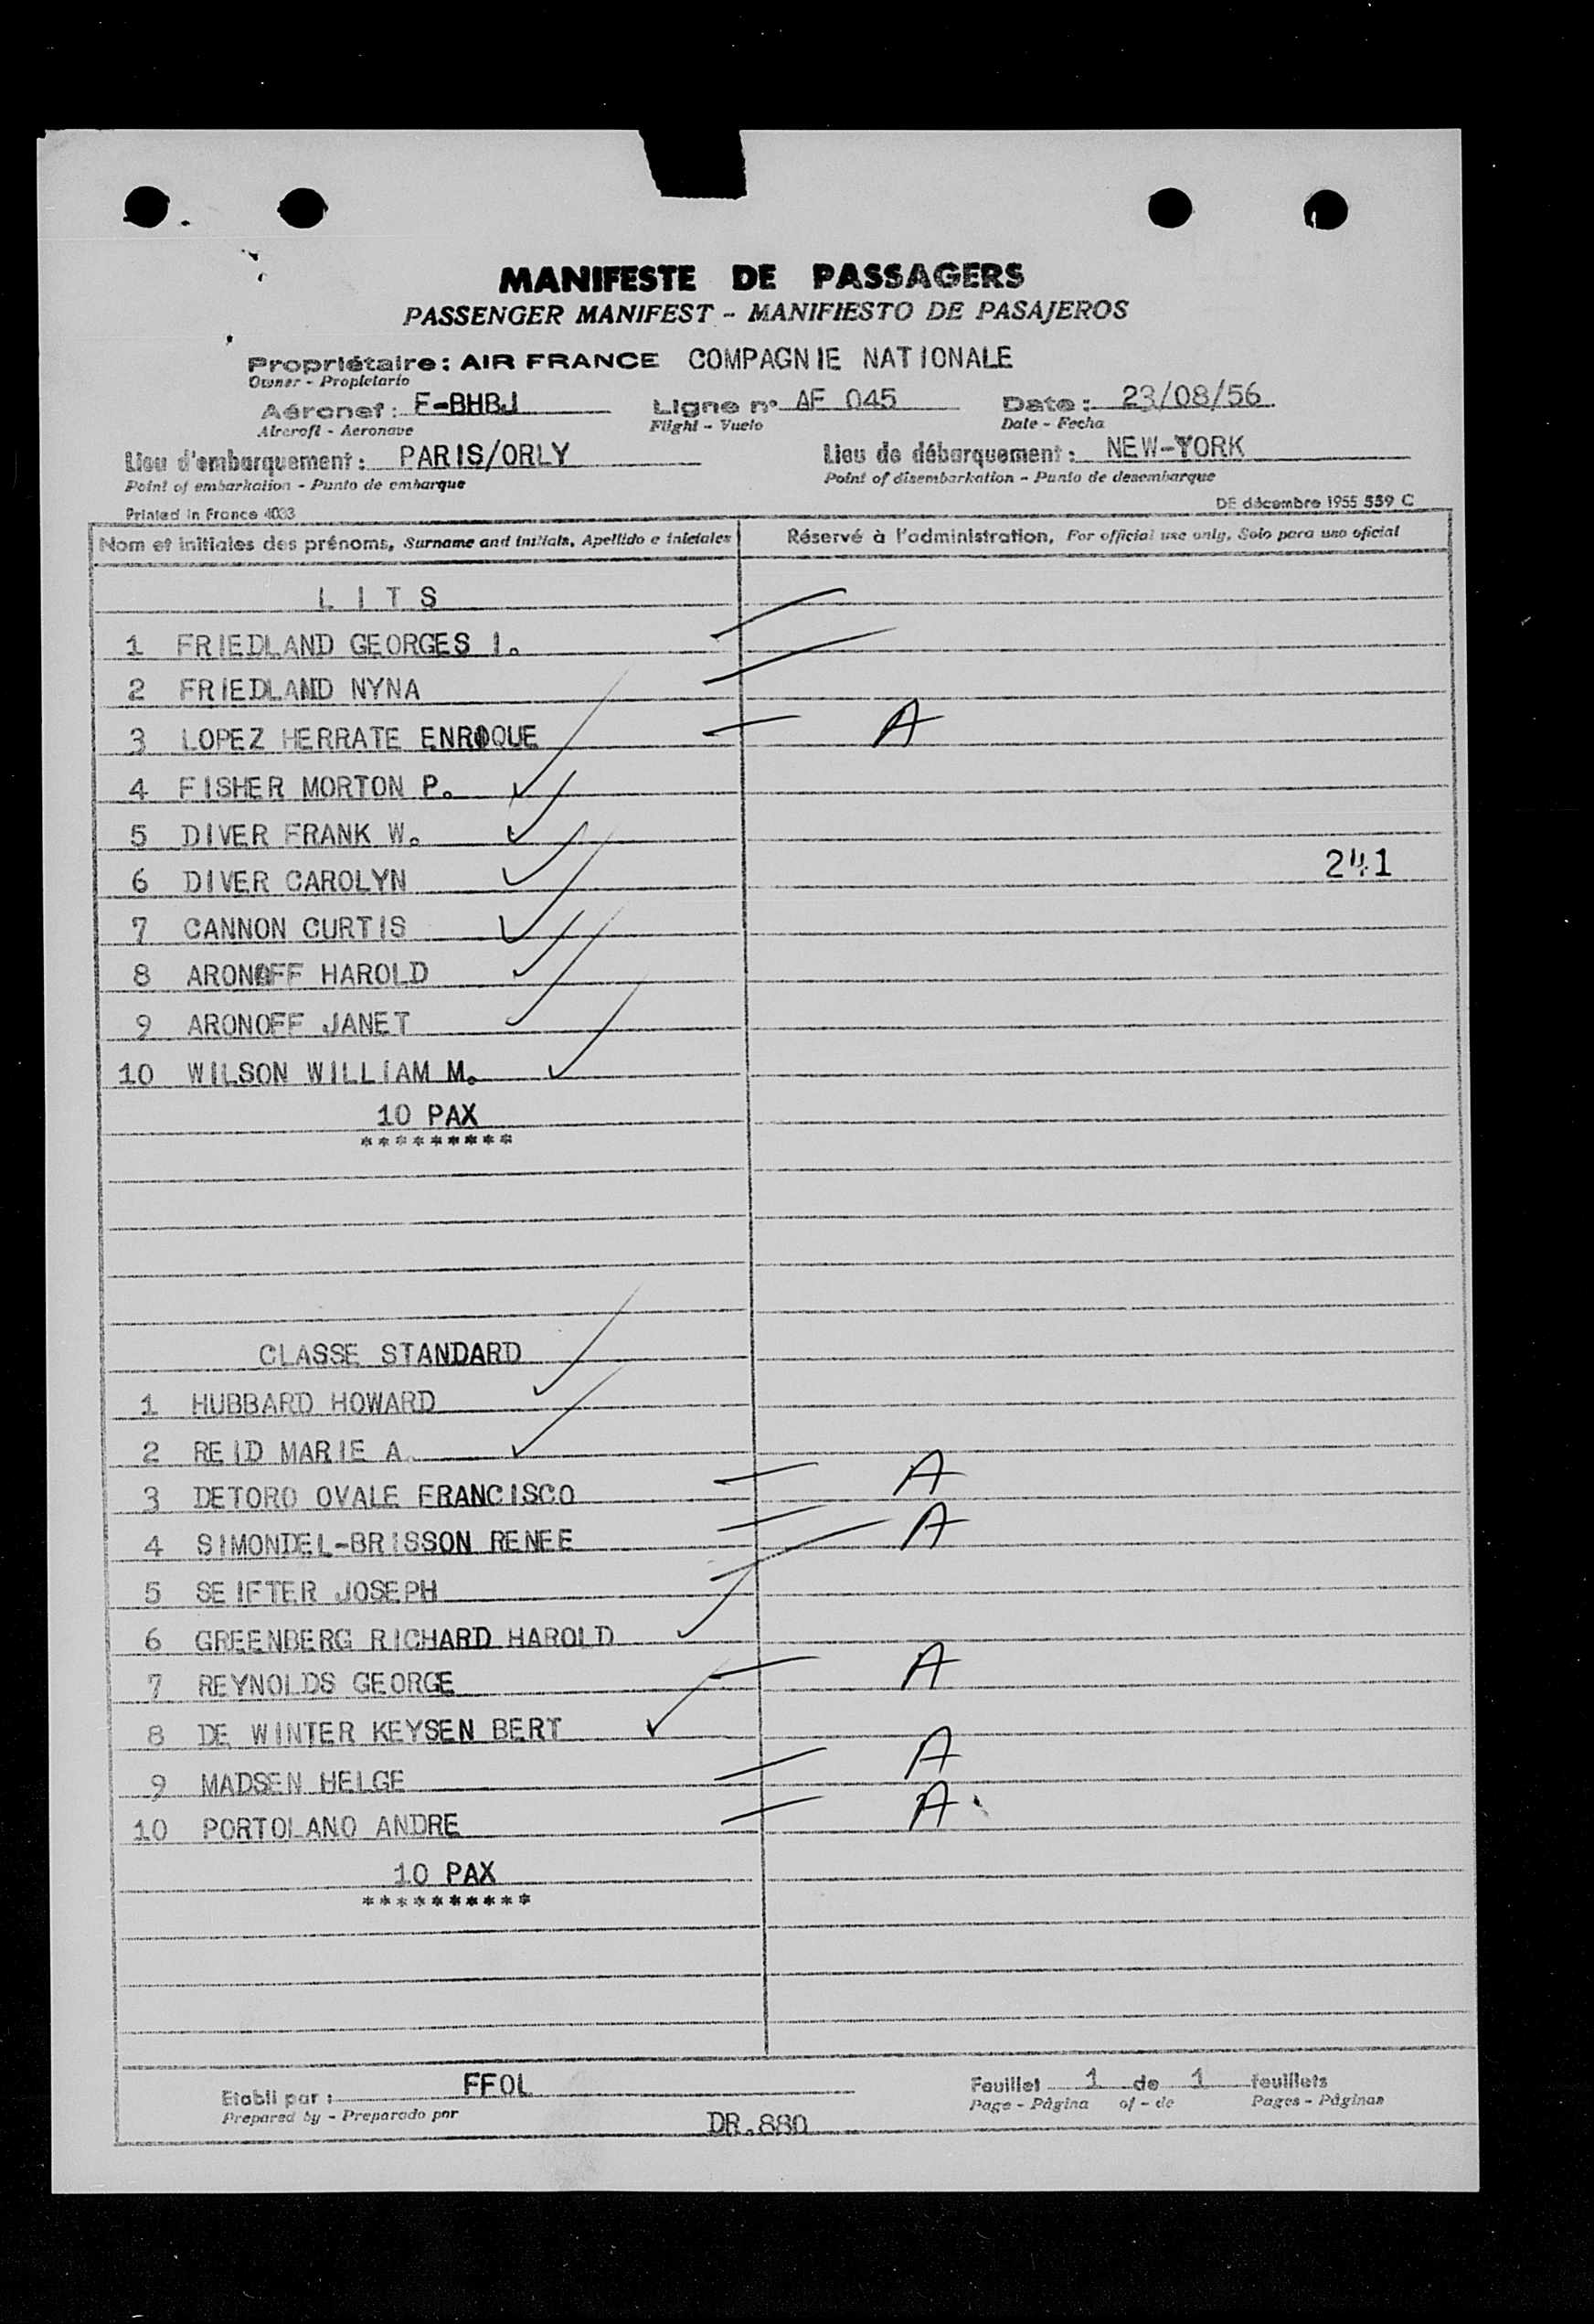 MANIFESTE DE PASSAGERS
PASSENGER MANIFEST - MANIFIESTO DE PASAJEROS
Propriétaire: AIR FRANCE COMPAGNIE NATIONALE
Owner - Propietario
Aéronef: F-BHBJ Ligne n° AF 045 Date: 23/08/56
Aircraft - Aeronave Flight - Vuelo Date - Fecha
Lieu d'embarquement: PARIS/ORLY Lieu de débarquement: NEW-YORK
Point of embarkation - Punto de embarque Point of disembarkation - Punto de desembarque
Printed in France 4033 DE décembre 1955 559 C
Nom et initiales des prénoms, Surname and initials, Apellido e iniciales Réservé à l'administration, For official use only, Solo para uso oficial
LITS
1 FRIEDLAND GEORGES I.
2 FRIEDLAND NYNA
3 LOPEZ HERRATE ENRIQUE A
4 FISHER MORTON P.
5 DIVER FRANK W.
6 DIVER CAROLYN 241
7 CANNON CURTIS
8 ARONOFF HAROLD
9 ARONOFF JANET
10 WILSON WILLIAM M.
10 PAX
*********
CLASSE STANDARD
1 HUBBARD HOWARD
2 REID MARIE A.
3 DETORO OVALE FRANCISCO A
4 SIMONDEL-BRISSON RENEE A
5 SEIFTER JOSEPH
6 GREENBERG RICHARD HAROLD
7 REYNOLDS GEORGE A
8 DE WINTER KEYSEN BERT
9 MADSEN HELGE A
10 PORTOLANO ANDRE A
10 PAX
**********
Etabli par: FFOL Feuillet 1 de 1 feuillets
Prepared by - Preparado por Page - Página of - de Pages - Páginas
DR.880